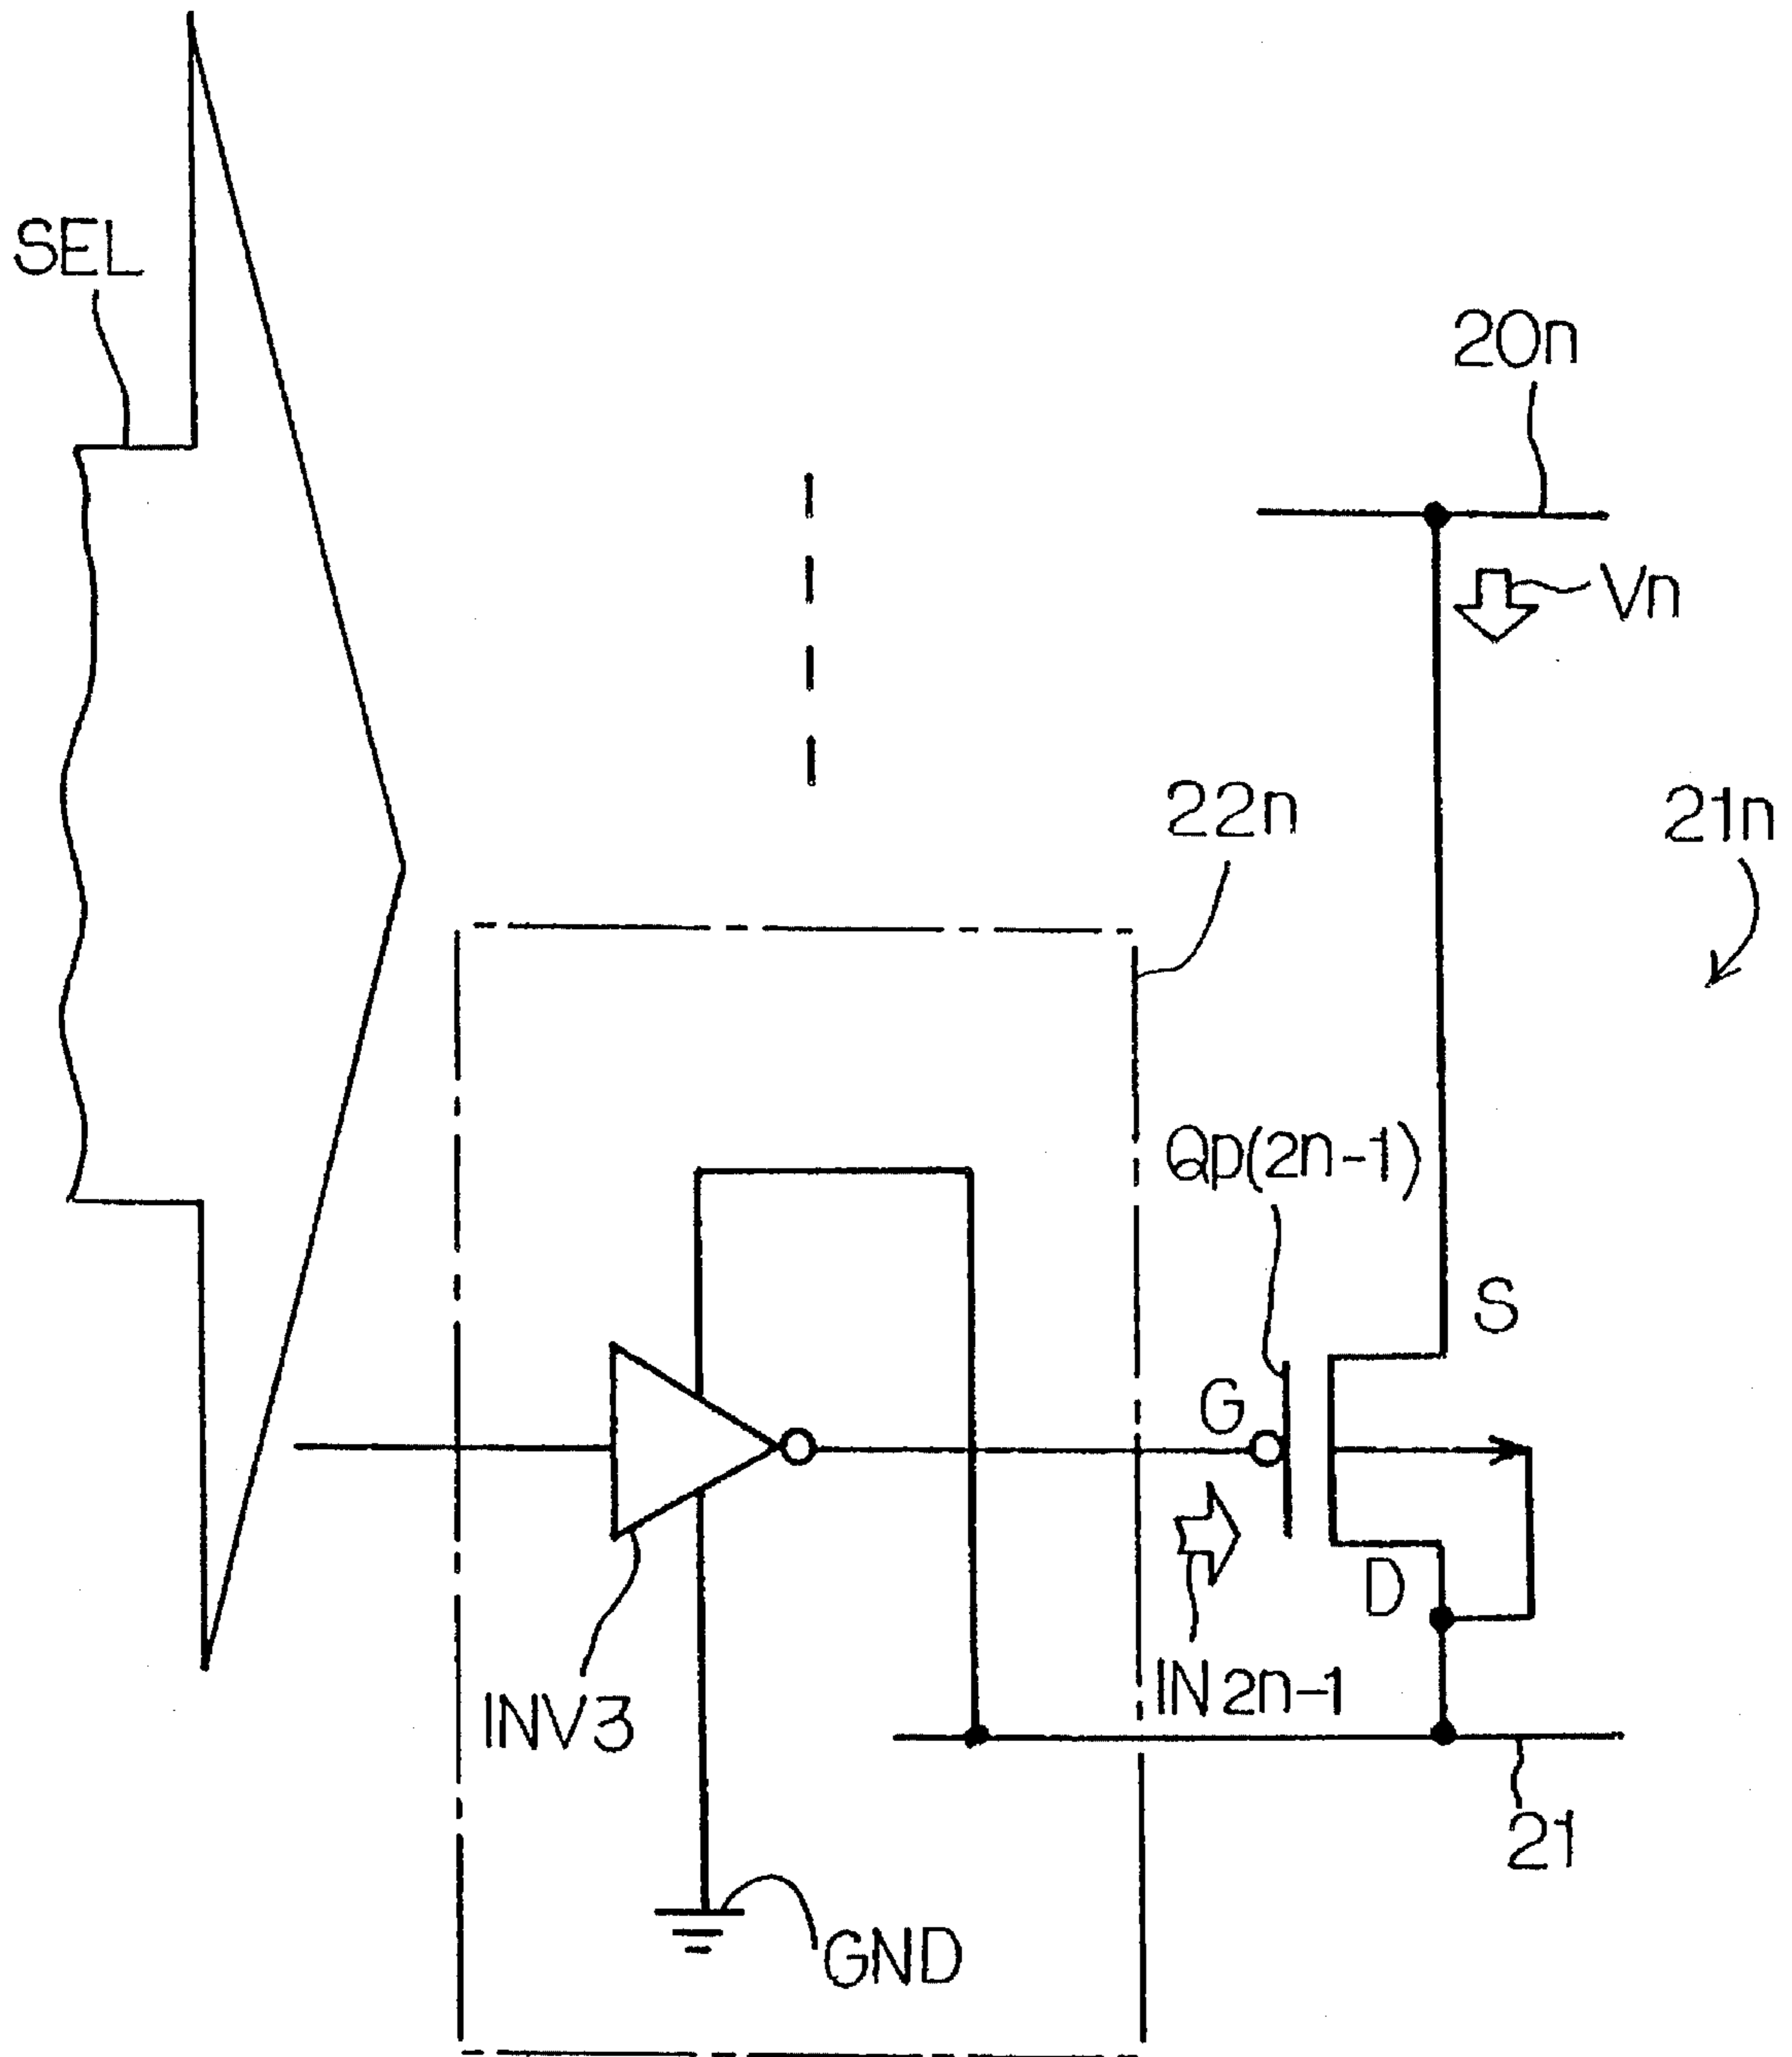 SEL
20n
Vn
22n
21n
Qp(2n-1)
S
G
D
IN2n-1
INV3
21
GND